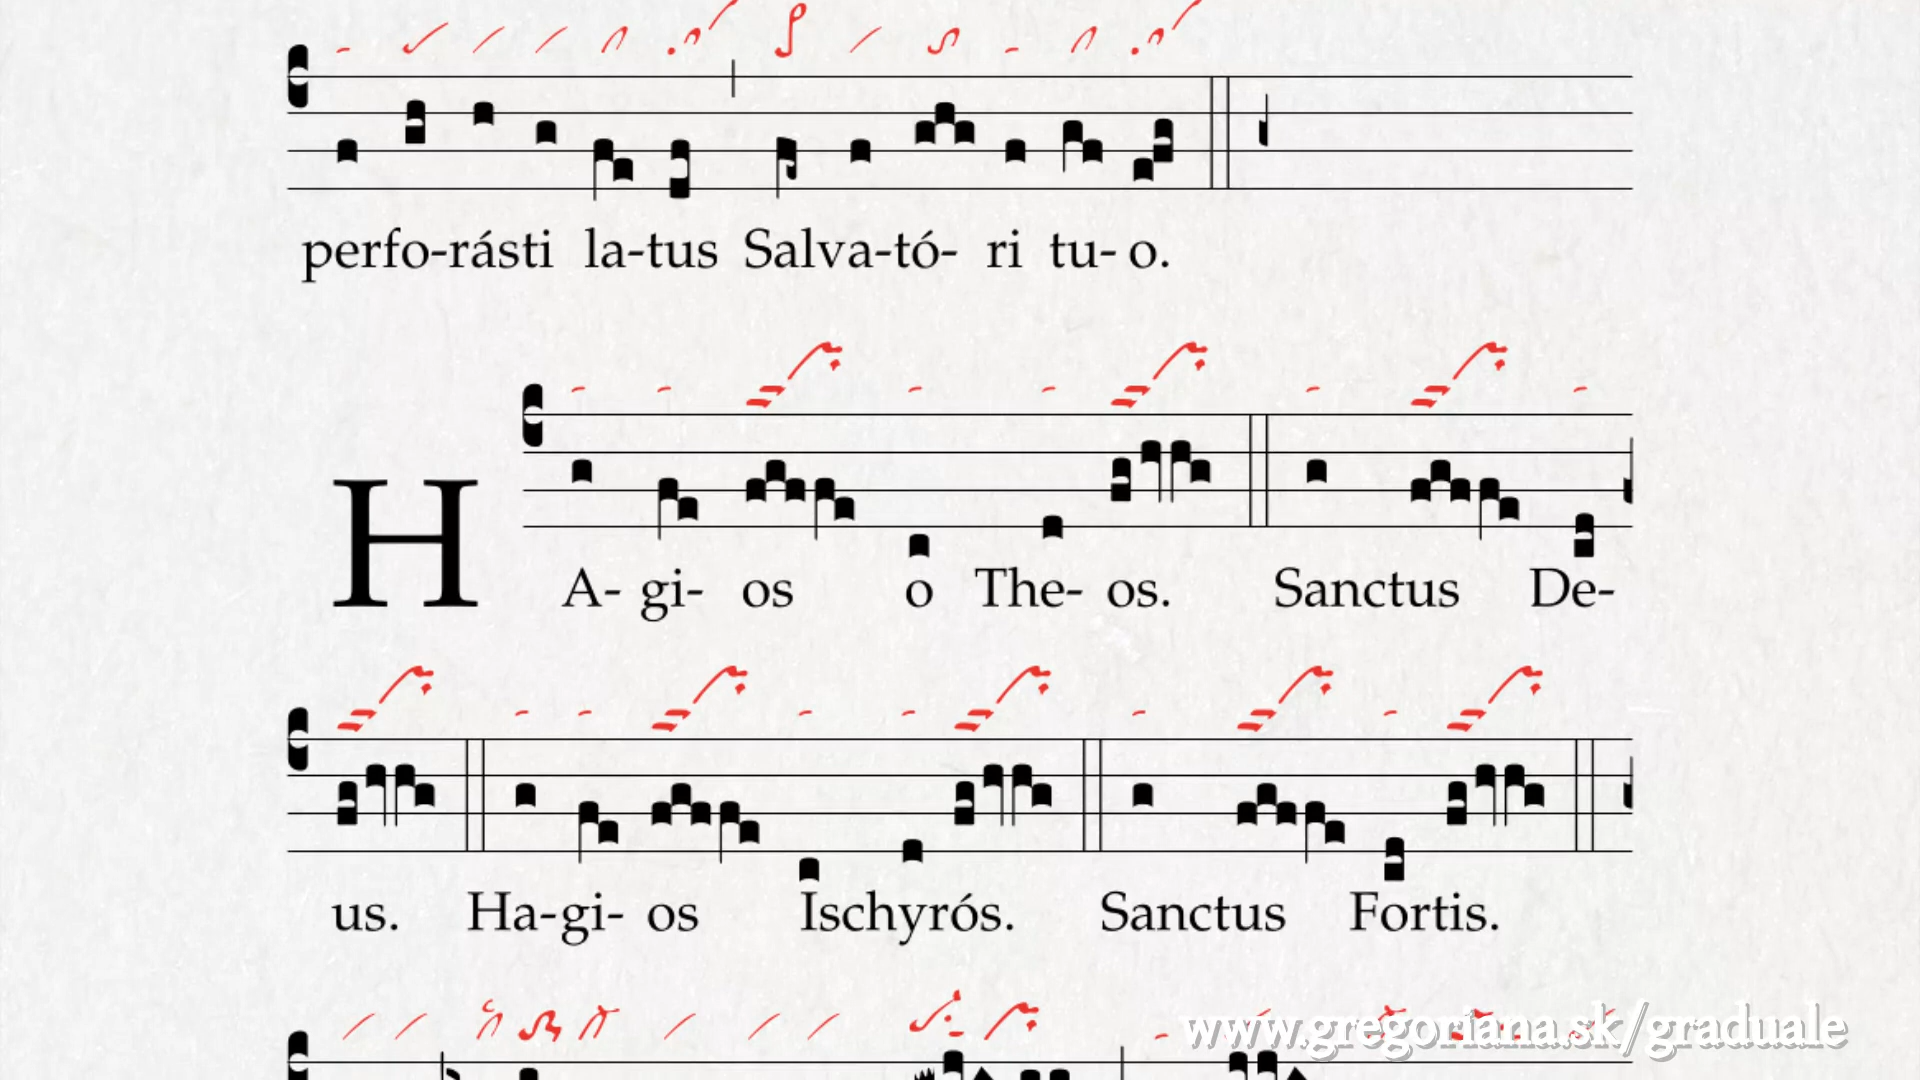 perfo-rásti la-tus Salva-tó- ri tu- o.
HA- gi- os o The- os. Sanctus De-
us. Ha-gi- os Ischyrós. Sanctus Fortis.
www.gregoriana.sk/graduale